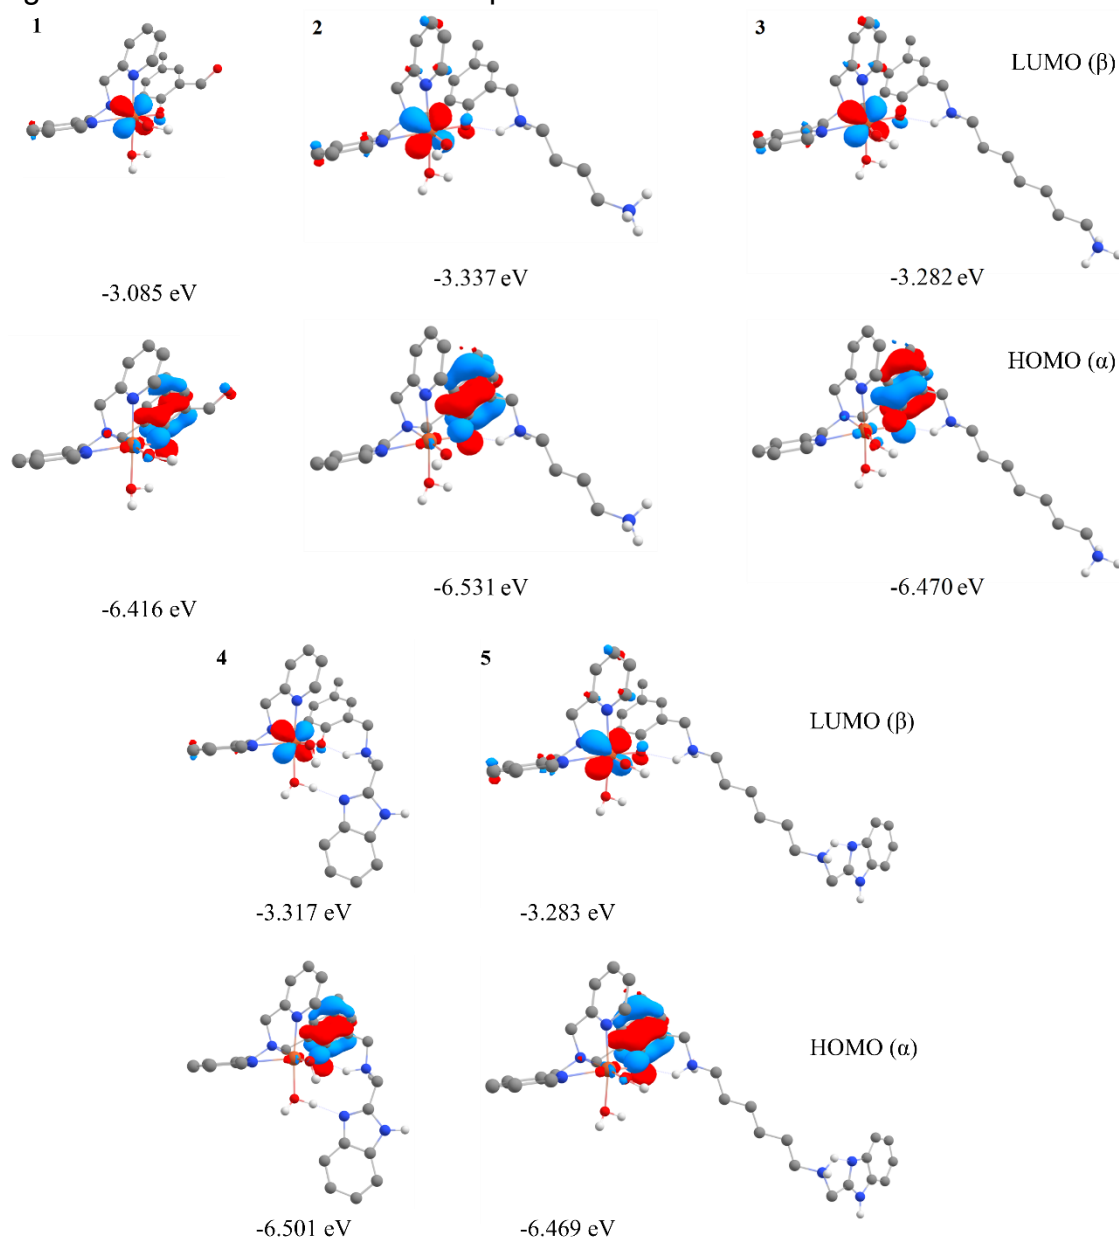 1
2
3
LUMO (β)
-3.085 eV
-3.337 eV
-3.282 eV
HOMO (α)
-6.416 eV
-6.531 eV
-6.470 eV
4
5
LUMO (β)
-3.317 eV
-3.283 eV
HOMO (α)
-6.501 eV
-6.469 eV